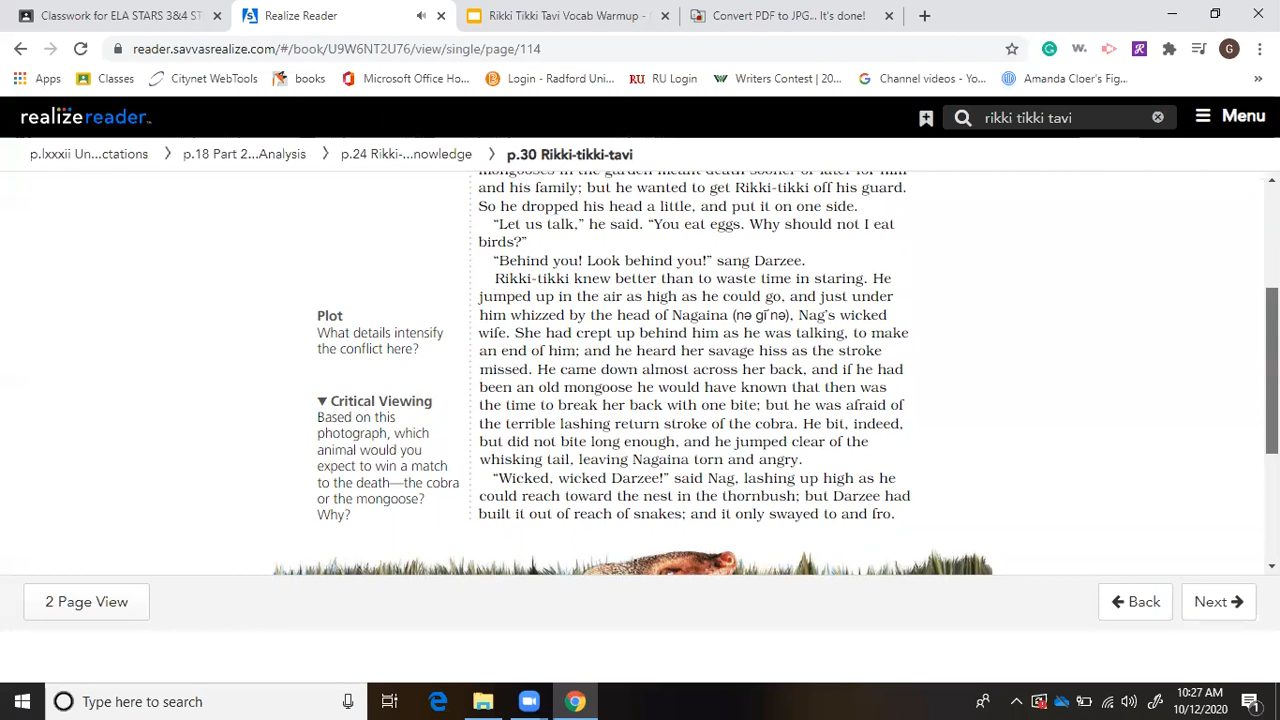 Classwork for ELA STARS 3&4 ST
Realize Reader
Rikki Tikki Tavi Vocab Warmup -
Convert PDF to JPG... It's done!
reader.savvasrealize.com/#/book/U9W6NT2U76/view/single/page/114
G
w.
R
Apps
Classes
Citynet WebTools
books
Microsoft Office Ho...
Login - Radford Uni...
RU Login
Writers Contest | 20...
Channel videos - Yo...
Amanda Cloer's Fig...
»
realizereader
rikki tikki tavi
Menu
p.lxxxii Un...ctations
p.18 Part 2...Analysis
p.24 Rikki-...nowledge
p.30 Rikki-tikki-tavi
mongooses in the garden meant death sooner or later for him
and his family; but he wanted to get Rikki-tikki off his guard.
So he dropped his head a little, and put it on one side.
“Let us talk,” he said. “You eat eggs. Why should not I eat
birds?”
“Behind you! Look behind you!” sang Darzee.
Rikki-tikki knew better than to waste time in staring. He
jumped up in the air as high as he could go, and just under
him whizzed by the head of Nagaina (nə gī´nə), Nag’s wicked
wife. She had crept up behind him as he was talking, to make
an end of him; and he heard her savage hiss as the stroke
missed. He came down almost across her back, and if he had
been an old mongoose he would have known that then was
the time to break her back with one bite; but he was afraid of
the terrible lashing return stroke of the cobra. He bit, indeed,
but did not bite long enough, and he jumped clear of the
whisking tail, leaving Nagaina torn and angry.
“Wicked, wicked Darzee!” said Nag, lashing up high as he
could reach toward the nest in the thornbush; but Darzee had
built it out of reach of snakes; and it only swayed to and fro.
Plot
What details intensify
the conflict here?
▼ Critical Viewing
Based on this
photograph, which
animal would you
expect to win a match
to the death—the cobra
or the mongoose?
Why?
2 Page View
Back
Next
Type here to search
10:27 AM
10/12/2020
1